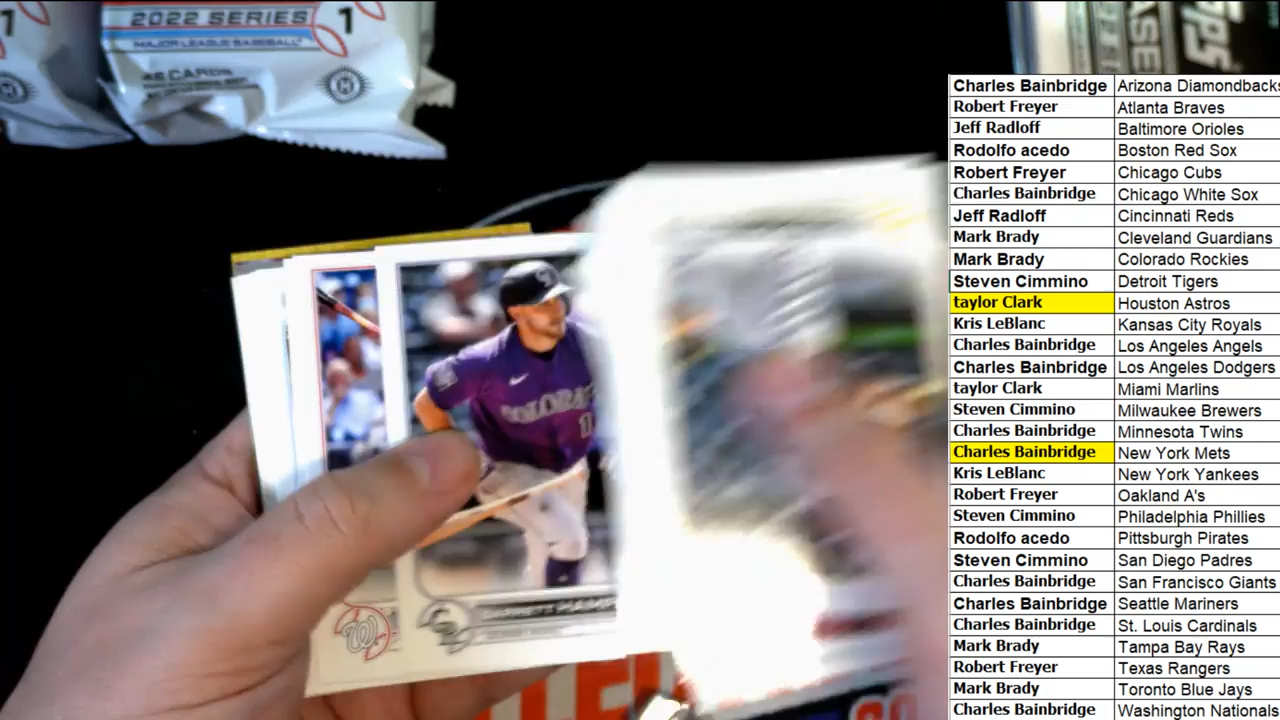 1
2022 SERIES
1
MAJOR LEAGUE BASEBALL
46 CARDS
COLORA
Charles Bainbridge Arizona Diamondbacks
Robert Freyer Atlanta Braves
Jeff Radloff Baltimore Orioles
Rodolfo acedo Boston Red Sox
Robert Freyer Chicago Cubs
Charles Bainbridge Chicago White Sox
Jeff Radloff Cincinnati Reds
Mark Brady Cleveland Guardians
Mark Brady Colorado Rockies
Steven Cimmino Detroit Tigers
taylor Clark Houston Astros
Kris LeBlanc Kansas City Royals
Charles Bainbridge Los Angeles Angels
Charles Bainbridge Los Angeles Dodgers
taylor Clark Miami Marlins
Steven Cimmino Milwaukee Brewers
Charles Bainbridge Minnesota Twins
Charles Bainbridge New York Mets
Kris LeBlanc New York Yankees
Robert Freyer Oakland A's
Steven Cimmino Philadelphia Phillies
Rodolfo acedo Pittsburgh Pirates
Steven Cimmino San Diego Padres
Charles Bainbridge San Francisco Giants
Charles Bainbridge Seattle Mariners
Charles Bainbridge St. Louis Cardinals
Mark Brady Tampa Bay Rays
Robert Freyer Texas Rangers
Mark Brady Toronto Blue Jays
Charles Bainbridge Washington Nationals